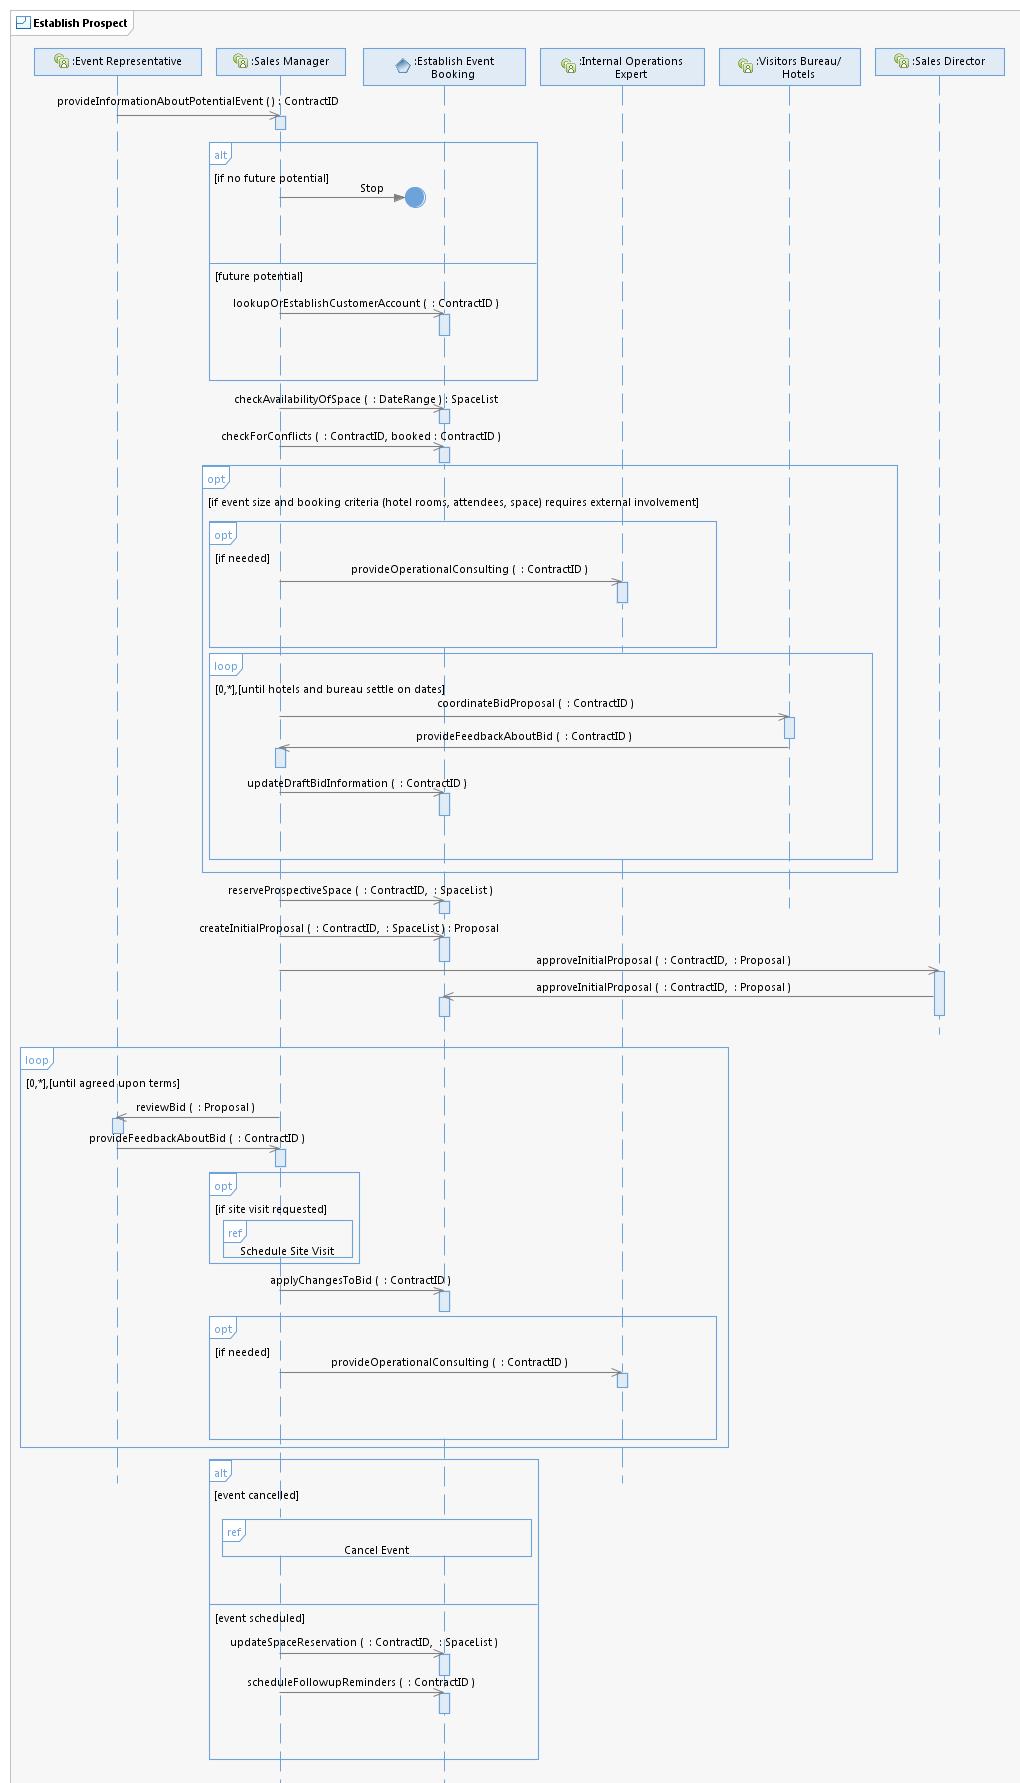 Establish Prospect
:Event Representative
:Sales Manager
:Establish Event
Booking
:Internal Operations
Expert
:Visitors Bureau/
Hotels
:Sales Director
provideInformationAboutPotentialEvent ( ) : ContractID
alt
[if no future potential]
Stop
[future potential]
lookupOrEstablishCustomerAccount ( : ContractID )
checkAvailabilityOfSpace ( : DateRange ) : SpaceList
checkForConflicts ( : ContractID, booked : ContractID )
opt
[if event size and booking criteria (hotel rooms, attendees, space) requires external involvement]
opt
[if needed]
provideOperationalConsulting ( : ContractID )
loop
[0,*],[until hotels and bureau settle on dates]
coordinateBidProposal ( : ContractID )
provideFeedbackAboutBid ( : ContractID )
updateDraftBidInformation ( : ContractID )
reserveProspectiveSpace ( : ContractID, : SpaceList )
createInitialProposal ( : ContractID, : SpaceList ) : Proposal
approveInitialProposal ( : ContractID, : Proposal )
approveInitialProposal ( : ContractID, : Proposal )
loop
[0,*],[until agreed upon terms]
reviewBid ( : Proposal )
provideFeedbackAboutBid ( : ContractID )
opt
[if site visit requested]
ref
Schedule Site Visit
applyChangesToBid ( : ContractID )
opt
[if needed]
provideOperationalConsulting ( : ContractID )
alt
[event cancelled]
ref
Cancel Event
[event scheduled]
updateSpaceReservation ( : ContractID, : SpaceList )
scheduleFollowupReminders ( : ContractID )